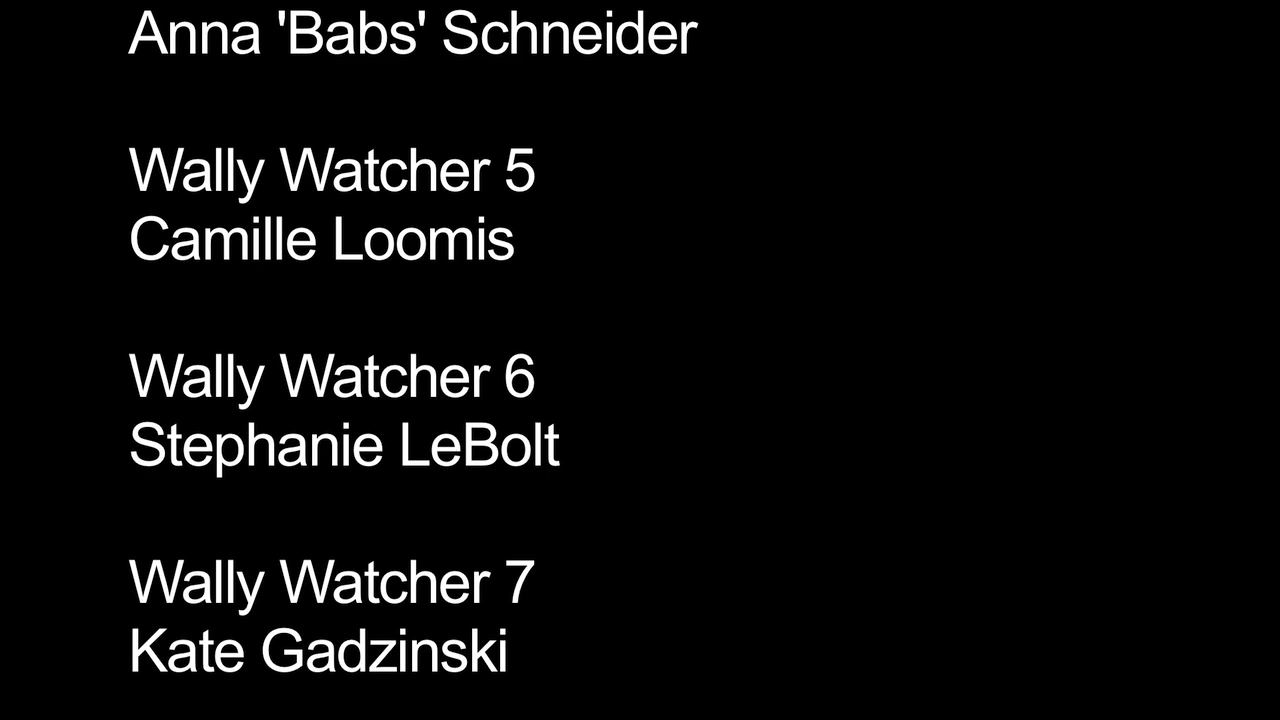 Anna 'Babs' Schneider
Wally Watcher 5
Camille Loomis
Wally Watcher 6
Stephanie LeBolt
Wally Watcher 7
Kate Gadzinski